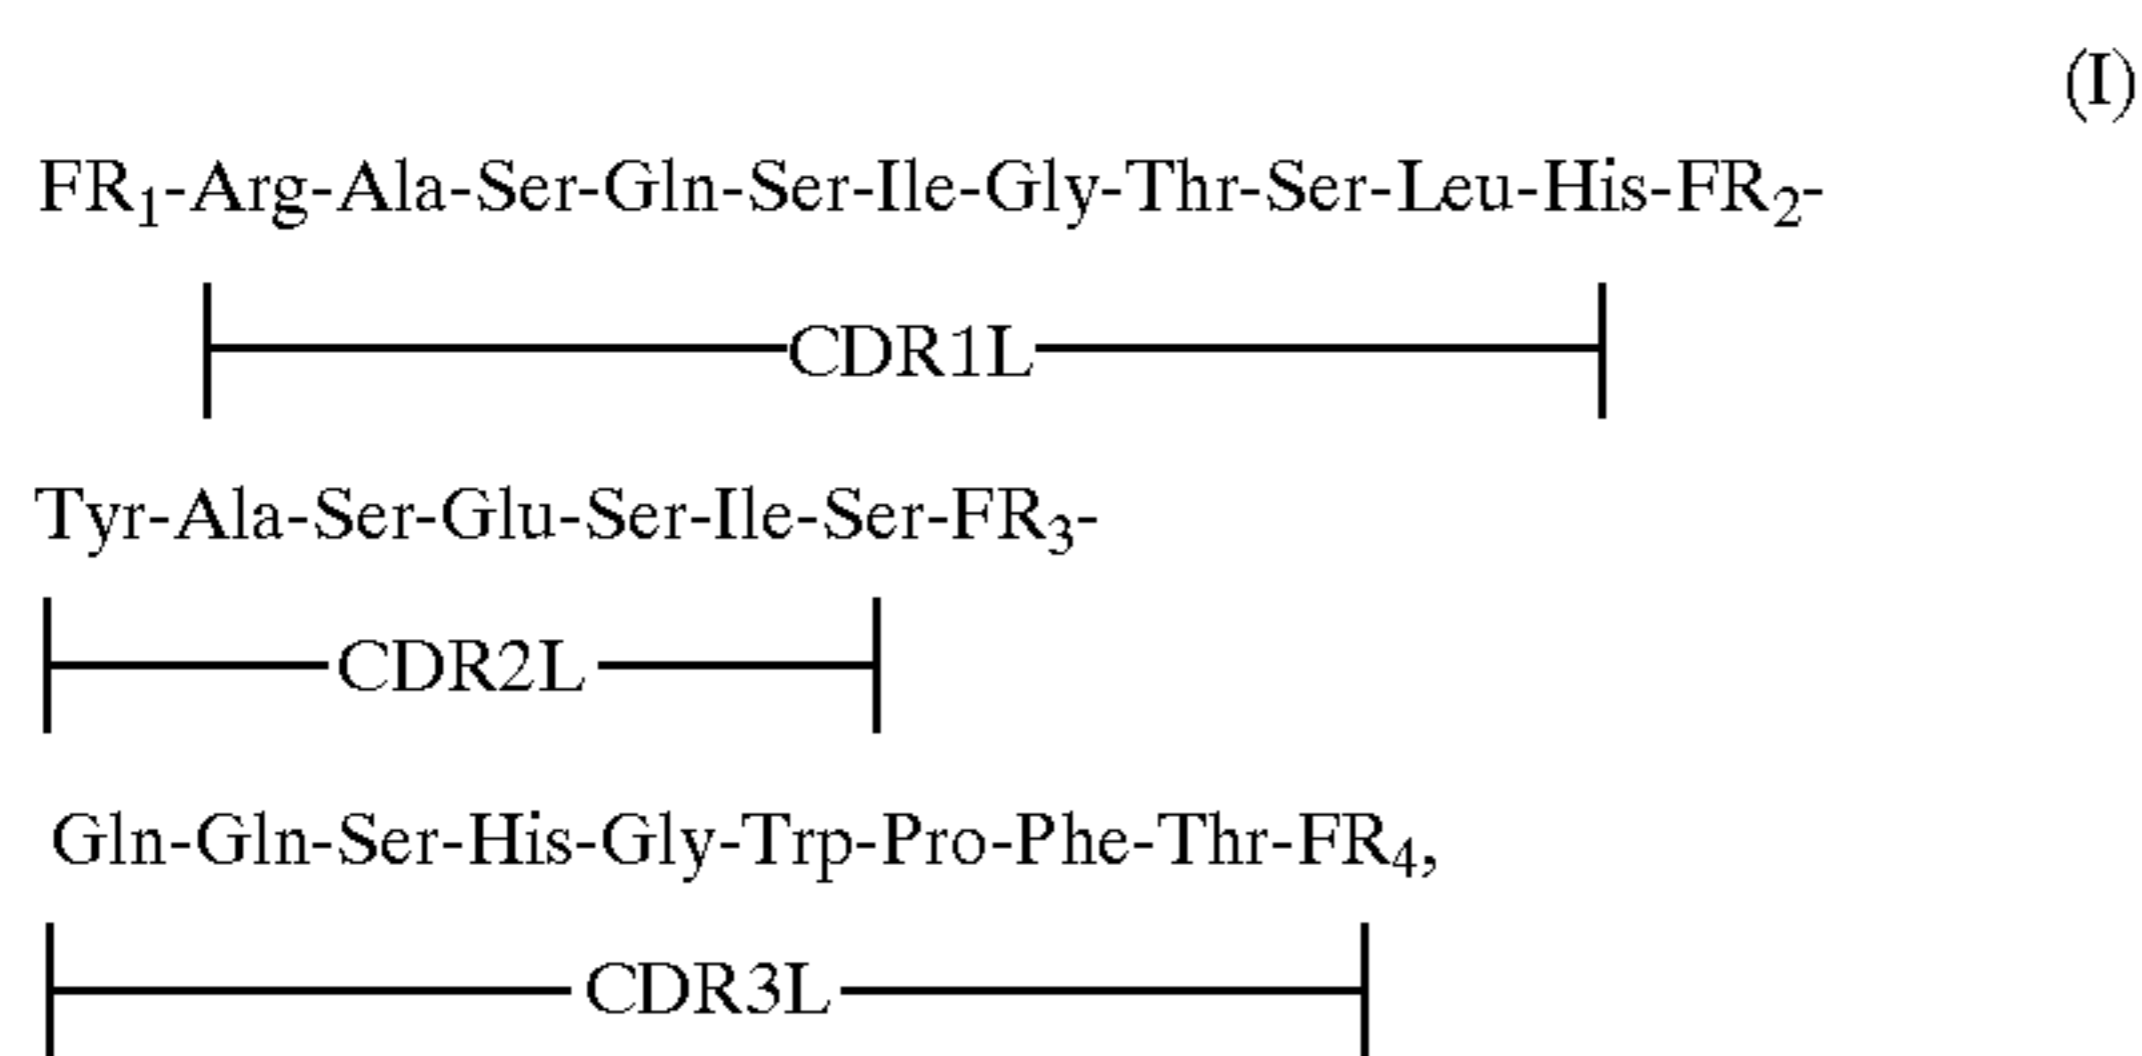 (I)
FR₁-Arg-Ala-Ser-Gln-Ser-Ile-Gly-Thr-Ser-Leu-His-FR₂-
CDR1L
Tyr-Ala-Ser-Glu-Ser-Ile-Ser-FR₃-
CDR2L
Gln-Gln-Ser-His-Gly-Trp-Pro-Phe-Thr-FR₄,
CDR3L